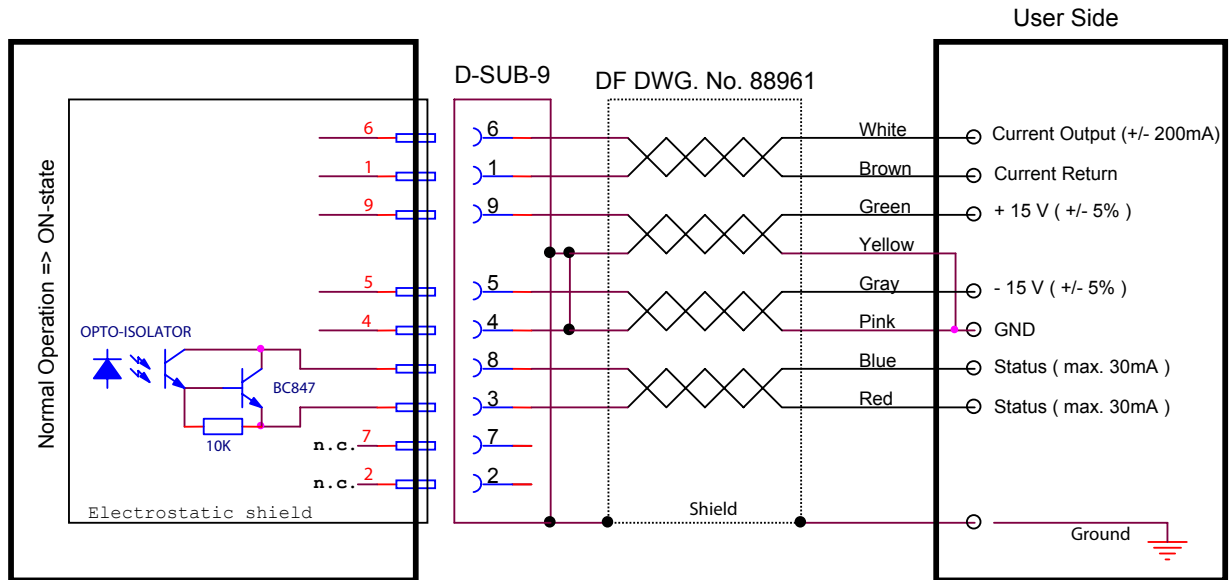 User Side
D-SUB-9
DF DWG. No. 88961
Normal Operation => ON-state
6 6 White Current Output (+/- 200mA)
1 1 Brown Current Return
9 9 Green + 15 V ( +/- 5% )
Yellow
5 5 Gray - 15 V ( +/- 5% )
4 4 Pink GND
OPTO-ISOLATOR
8 Blue Status ( max. 30mA )
BC847
3 Red Status ( max. 30mA )
10K
n.c. 7 7
n.c. 2 2
Electrostatic shield
Shield
Ground